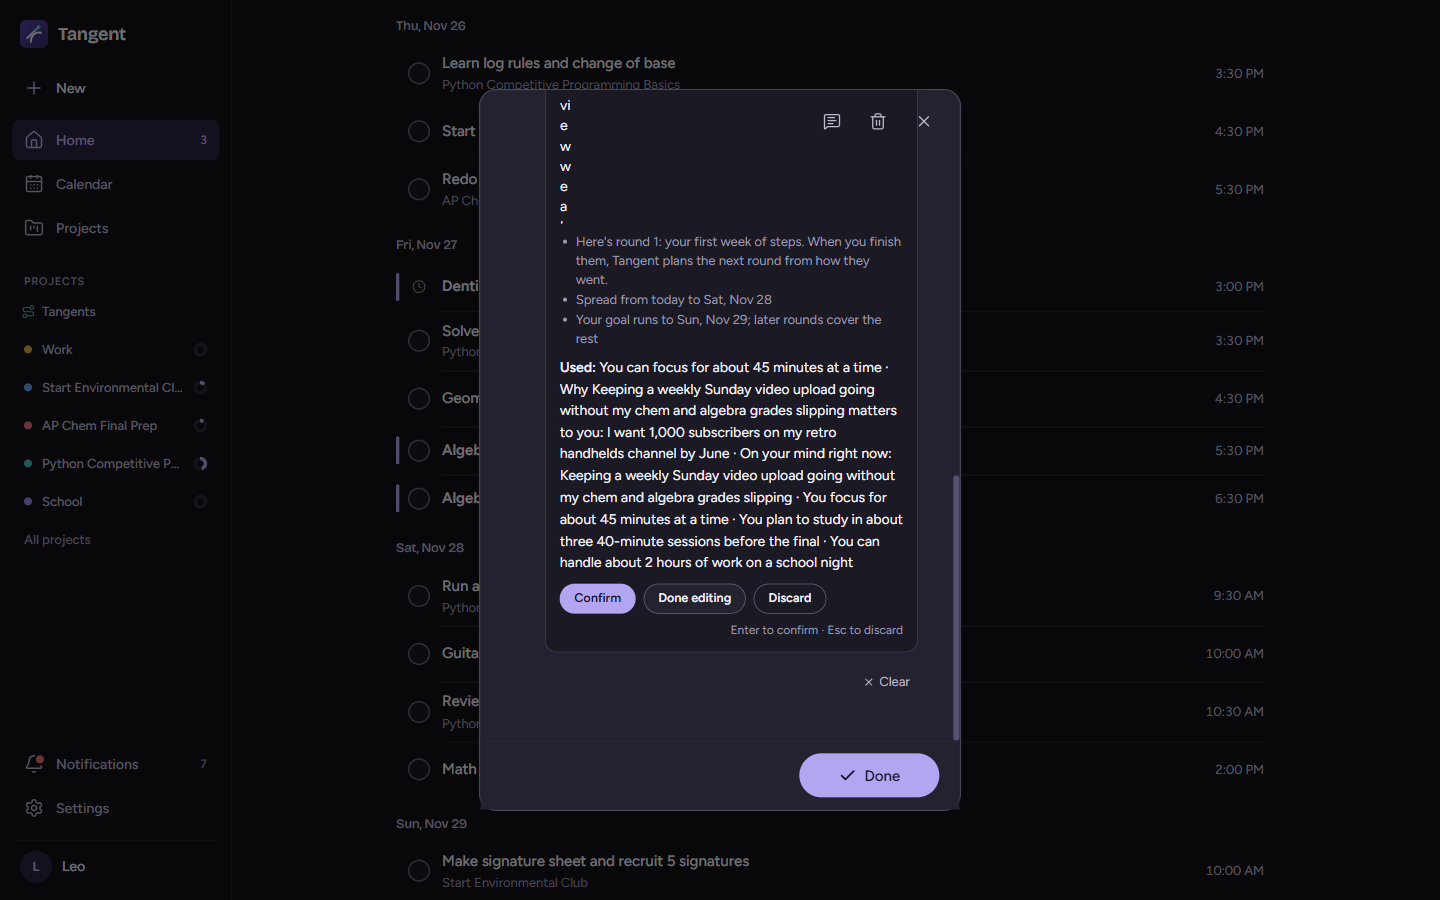 Tangent
New
Home 3
Calendar
Projects
PROJECTS
Tangents
Work
Start Environmental Cl...
AP Chem Final Prep
Python Competitive P...
School
All projects
Notifications 7
Settings
L Leo
Thu, Nov 26
Learn log rules and change of base
Python Competitive Programming Basics
3:30 PM
Start
4:30 PM
Redo
AP Ch
5:30 PM
Fri, Nov 27
Denti
3:00 PM
Solve
Python
3:30 PM
Geom
4:30 PM
Algeb
5:30 PM
Algeb
6:30 PM
Sat, Nov 28
Run a
Python
9:30 AM
Guita
10:00 AM
Revie
Python
10:30 AM
Math
2:00 PM
Sun, Nov 29
Make signature sheet and recruit 5 signatures
Start Environmental Club
10:00 AM
vi
e
w
w
e
a
'
• Here's round 1: your first week of steps. When you finish
them, Tangent plans the next round from how they
went.
• Spread from today to Sat, Nov 28
• Your goal runs to Sun, Nov 29; later rounds cover the
rest
Used: You can focus for about 45 minutes at a time ·
Why Keeping a weekly Sunday video upload going
without my chem and algebra grades slipping matters
to you: I want 1,000 subscribers on my retro
handhelds channel by June · On your mind right now:
Keeping a weekly Sunday video upload going without
my chem and algebra grades slipping · You focus for
about 45 minutes at a time · You plan to study in about
three 40-minute sessions before the final · You can
handle about 2 hours of work on a school night
Confirm Done editing Discard
Enter to confirm · Esc to discard
Clear
Done